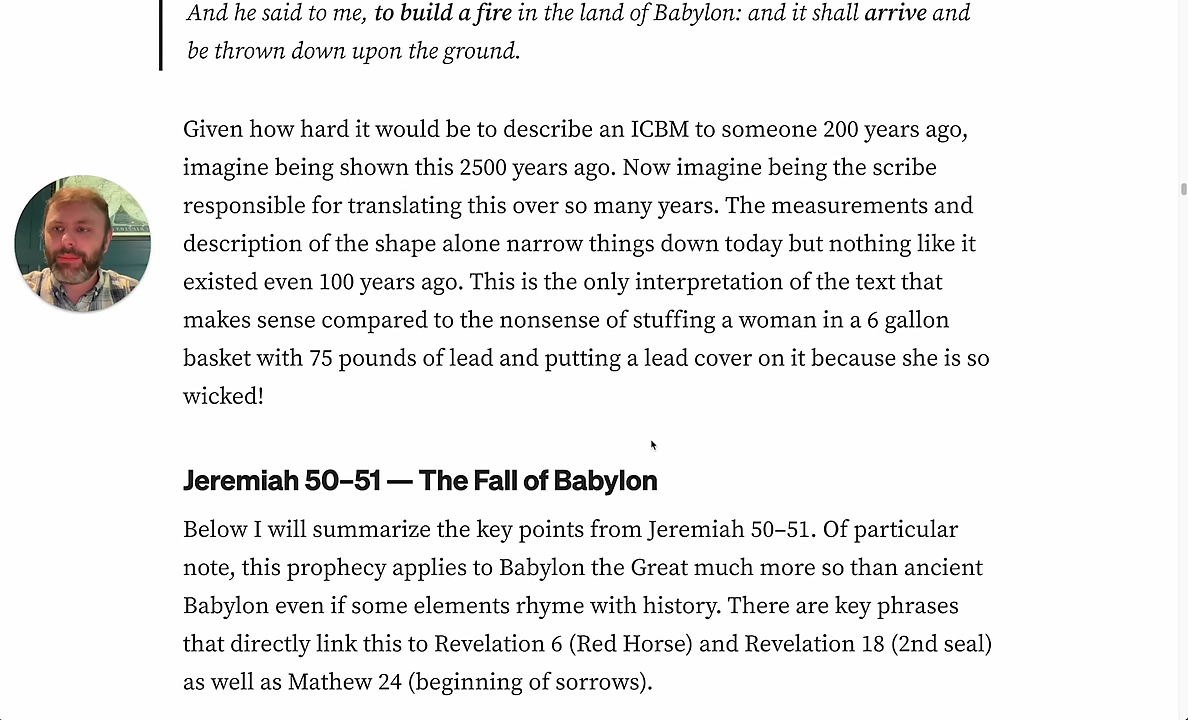 And he said to me, to build a fire in the land of Babylon: and it shall arrive and
be thrown down upon the ground.
Given how hard it would be to describe an ICBM to someone 200 years ago,
imagine being shown this 2500 years ago. Now imagine being the scribe
responsible for translating this over so many years. The measurements and
description of the shape alone narrow things down today but nothing like it
existed even 100 years ago. This is the only interpretation of the text that
makes sense compared to the nonsense of stuffing a woman in a 6 gallon
basket with 75 pounds of lead and putting a lead cover on it because she is so
wicked!
Jeremiah 50–51 — The Fall of Babylon
Below I will summarize the key points from Jeremiah 50–51. Of particular
note, this prophecy applies to Babylon the Great much more so than ancient
Babylon even if some elements rhyme with history. There are key phrases
that directly link this to Revelation 6 (Red Horse) and Revelation 18 (2nd seal)
as well as Mathew 24 (beginning of sorrows).